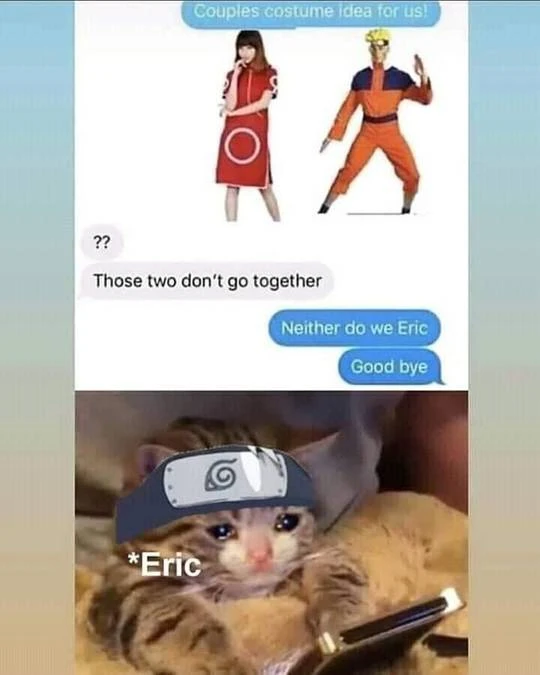 Couples costume idea for us!
??
Those two don't go together
Neither do we Eric
Good bye
*Eric